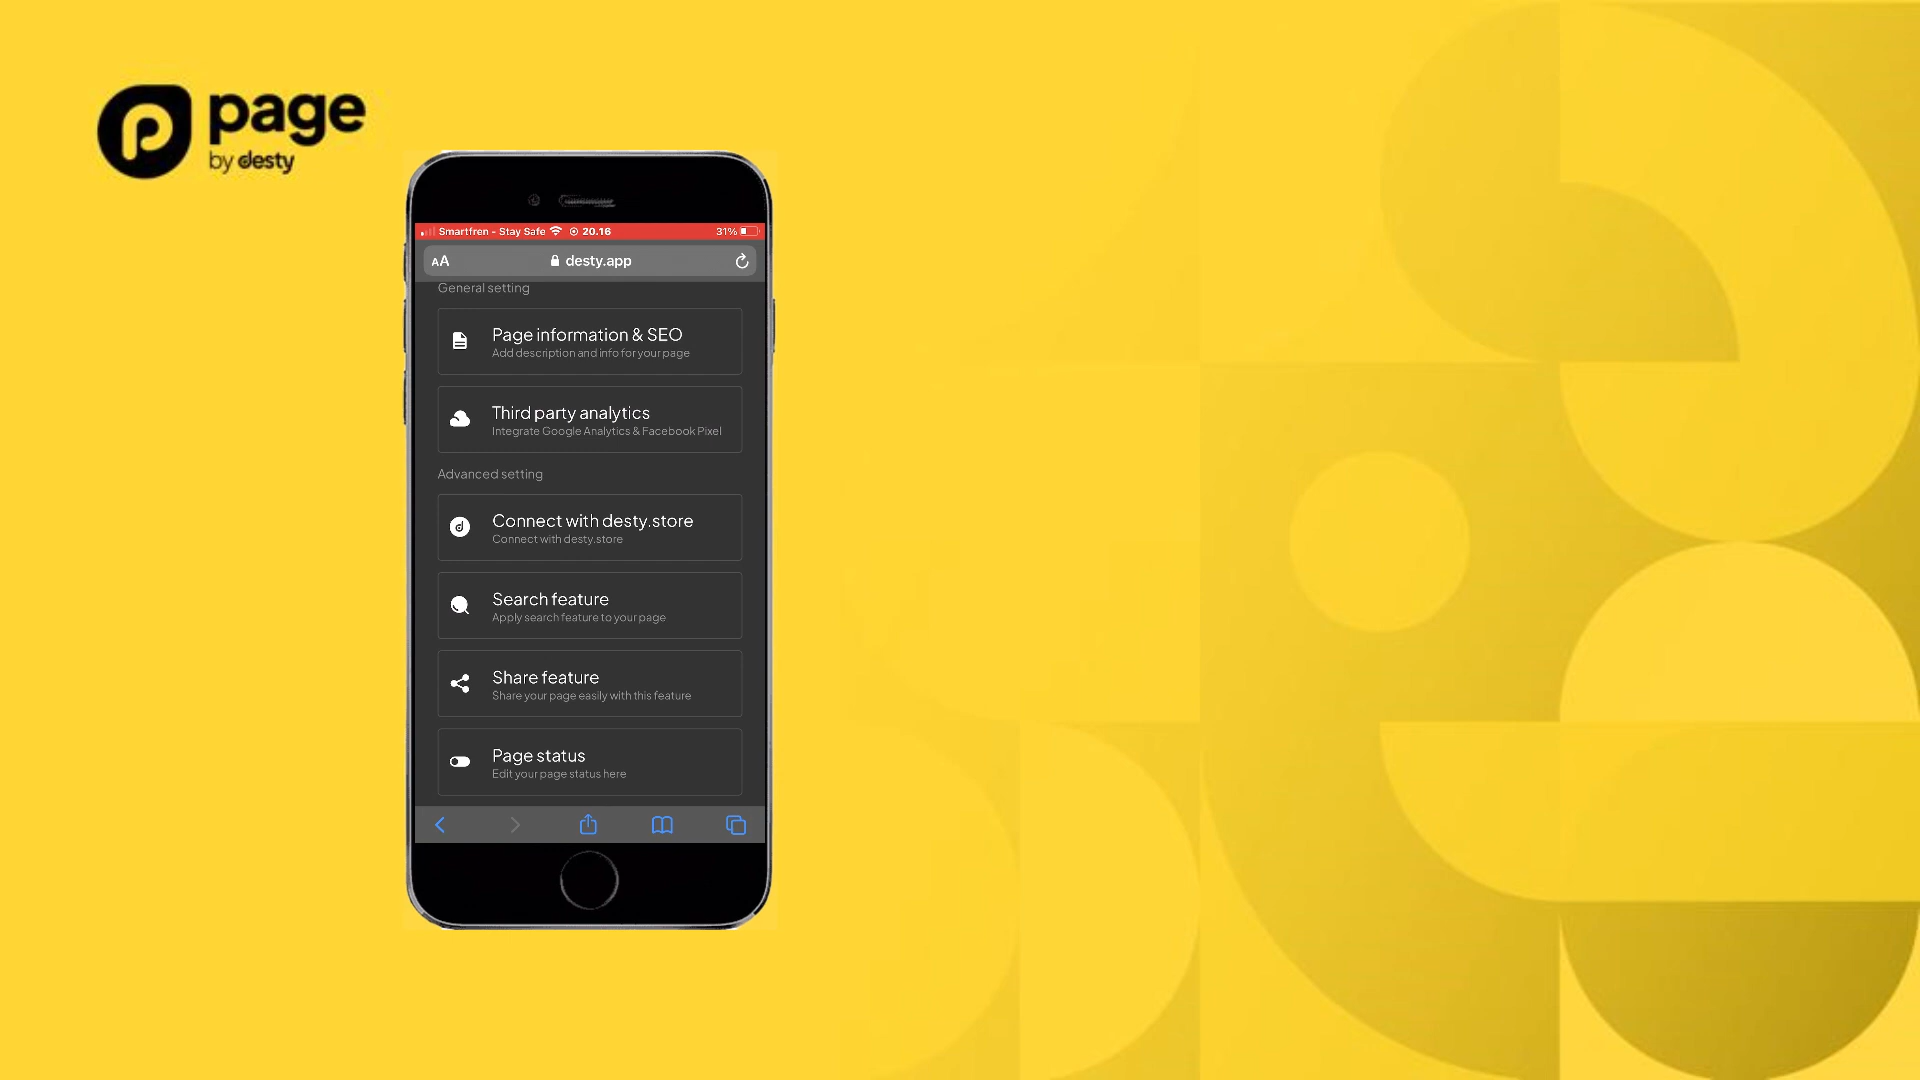 page
by desty
Smartfren - Stay Safe 20.16 31%
AA desty.app
General setting
Page information & SEO
Add description and info for your page
Third party analytics
Integrate Google Analytics & Facebook Pixel
Advanced setting
Connect with desty.store
Connect with desty.store
Search feature
Apply search feature to your page
Share feature
Share your page easily with this feature
Page status
Edit your page status here